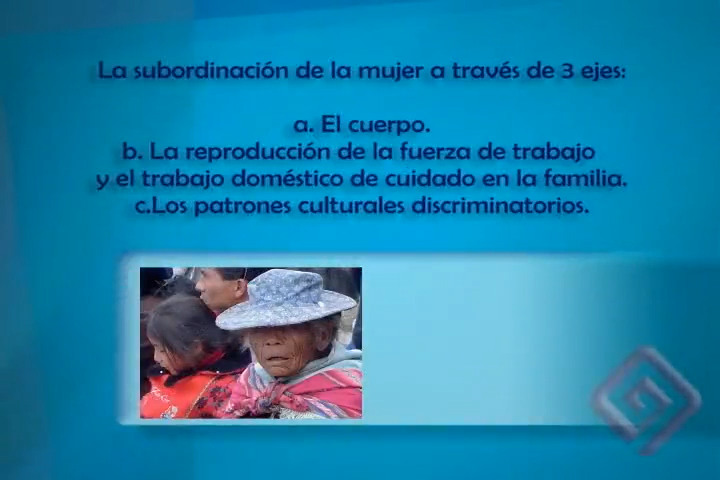 La subordinación de la mujer a través de 3 ejes:
a. El cuerpo.
b. La reproducción de la fuerza de trabajo
y el trabajo doméstico de cuidado en la familia.
c.Los patrones culturales discriminatorios.